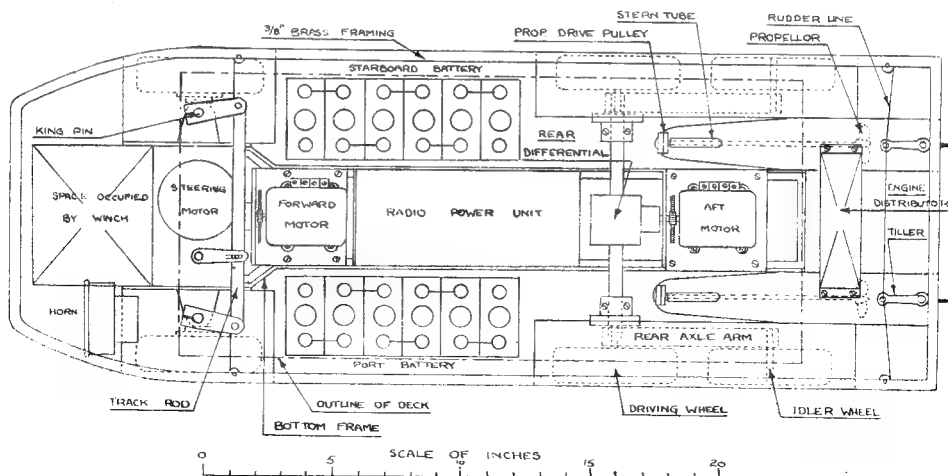 STERN TUBE
RUDDER LINE
3/8" BRASS FRAMING
PROP DRIVE PULLEY
PROPELLOR
STARBOARD BATTERY
KING PIN
REAR
DIFFERENTIAL
SPACE OCCUPIED
BY WINCH
STEERING
MOTOR
FORWARD
MOTOR
RADIO POWER UNIT
AFT
MOTOR
ENGINE
TILLER
HORN
REAR AXLE ARM
PORT BATTERY
TRACK ROD
OUTLINE OF DECK
BOTTOM FRAME
DRIVING WHEEL
IDLER WHEEL
SCALE OF INCHES
0 5 10 15 20